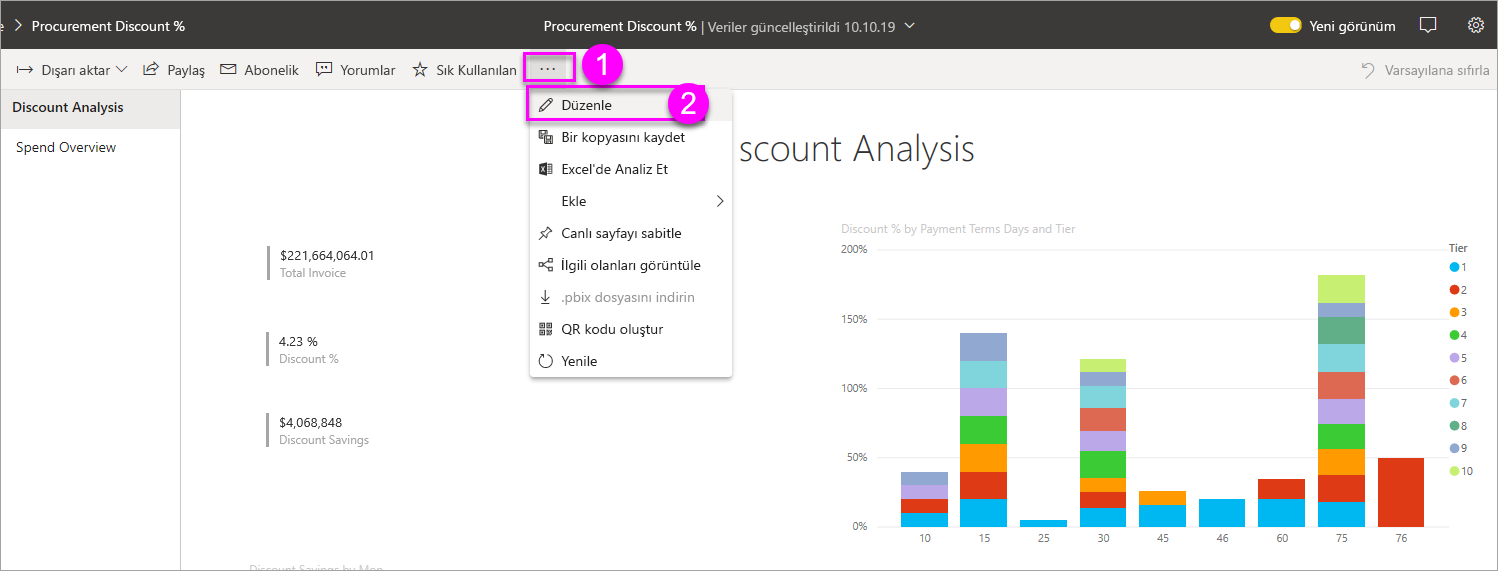 Procurement Discount %
Procurement Discount % | Veriler güncelleştirildi 10.10.19
Yeni görünüm
Dışarı aktar
Paylaş
Abonelik
Yorumlar
Sık Kullanılan
...
1
Varsayılana sıfırla
Discount Analysis
Spend Overview
Düzenle
2
Bir kopyasını kaydet
Excel'de Analiz Et
Ekle
Canlı sayfayı sabitle
İlgili olanları görüntüle
.pbix dosyasını indirin
QR kodu oluştur
Yenile
scount Analysis
$221,664,064.01
Total Invoice
4.23 %
Discount %
$4,068,848
Discount Savings
Discount % by Payment Terms Days and Tier
200%
150%
100%
50%
0%
10 15 25 30 45 46 60 75 76
Tier
1
2
3
4
5
6
7
8
9
10
Discount Savings by Mon